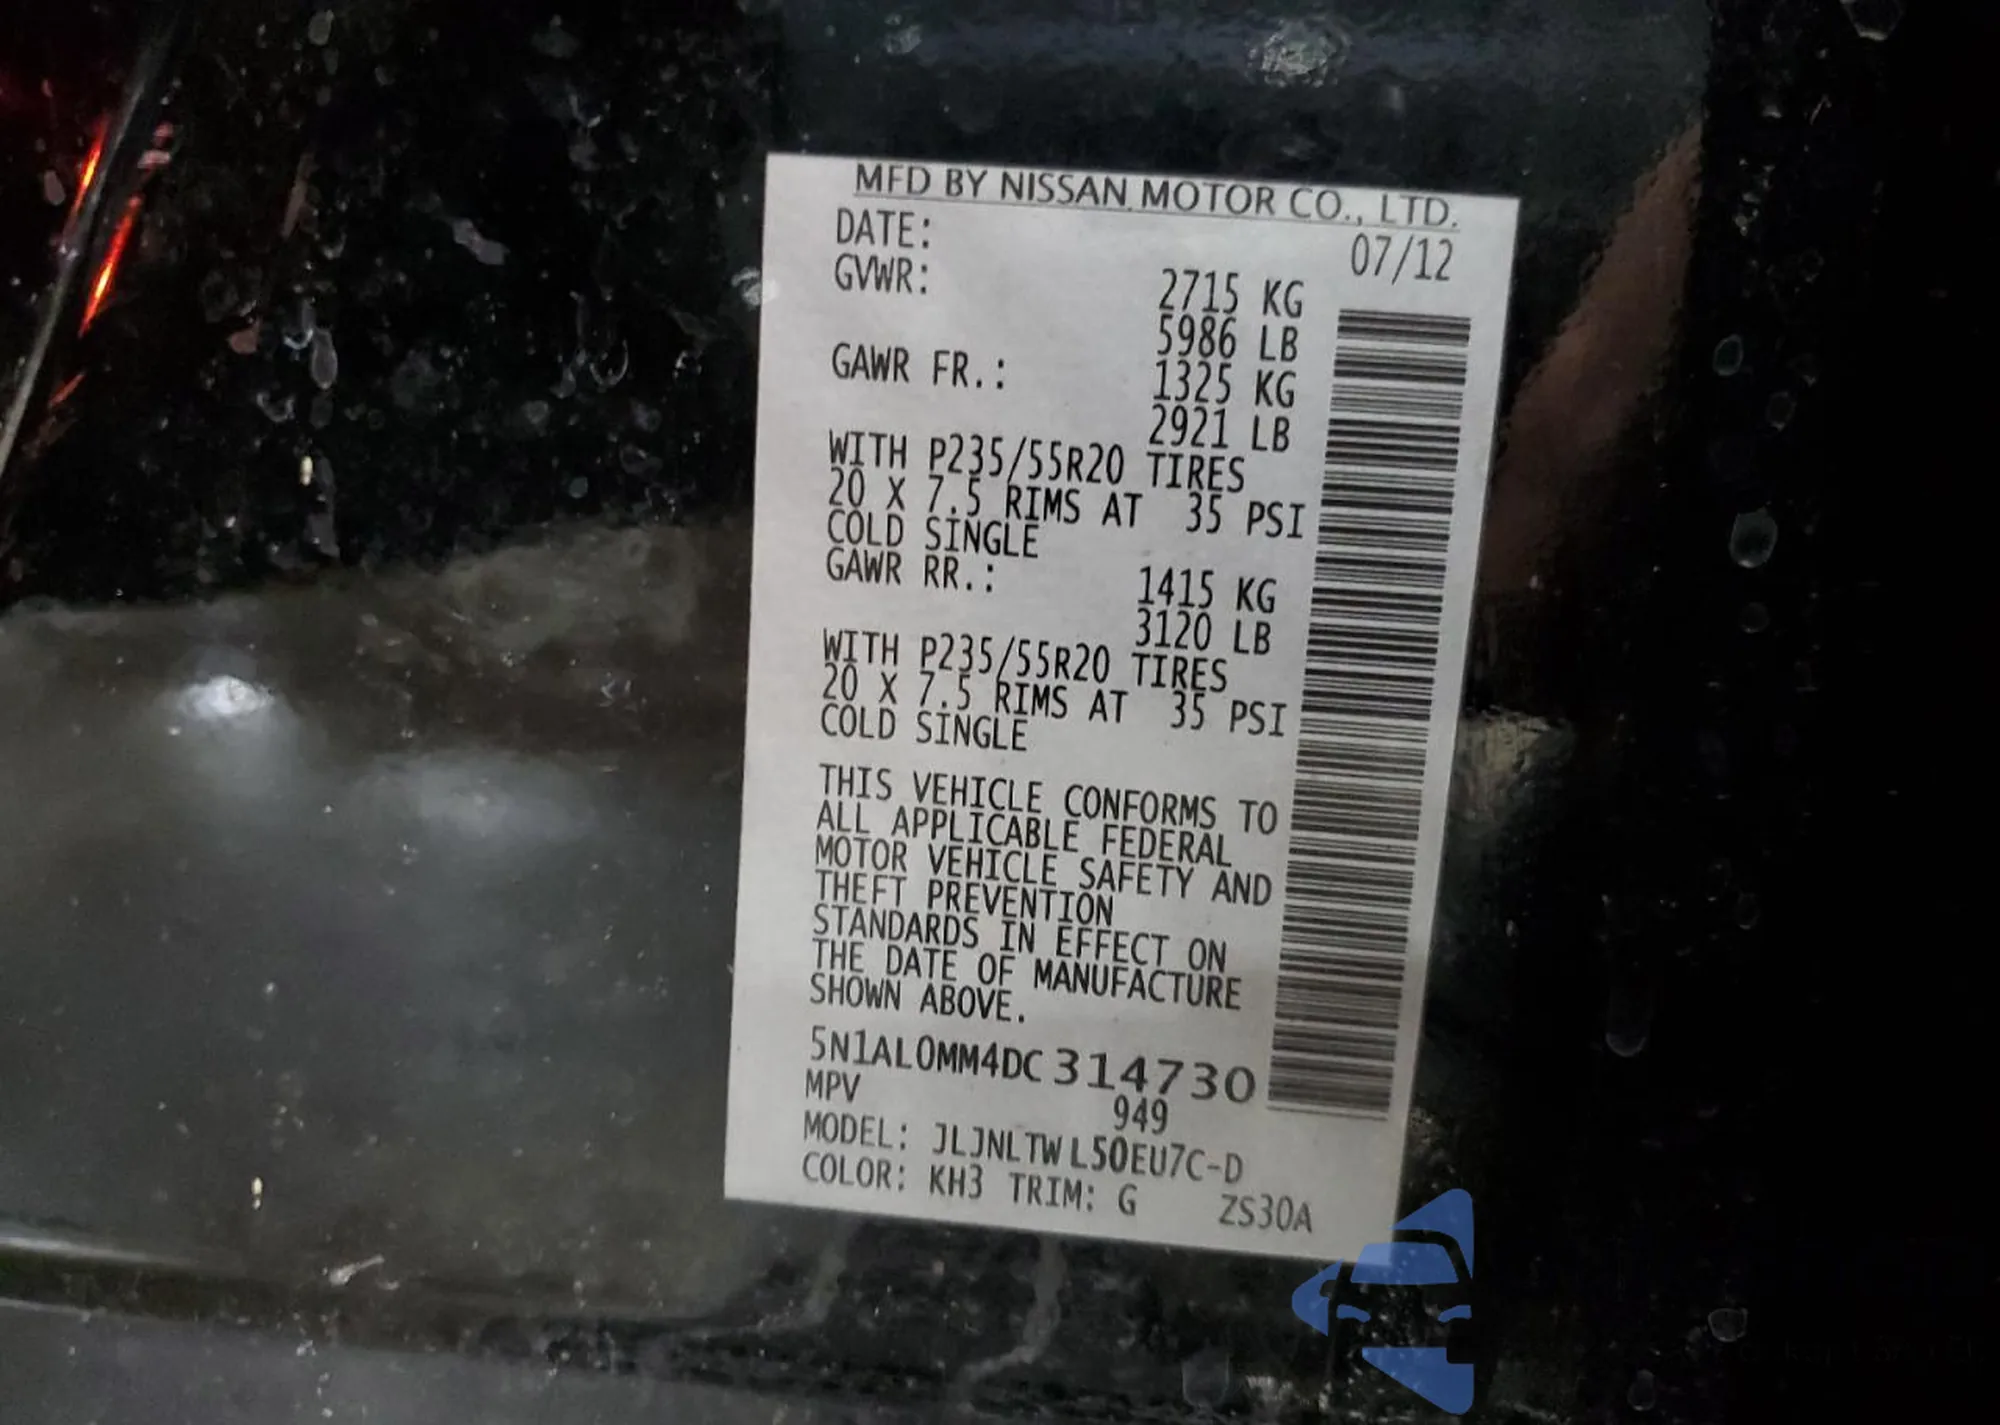 MFD BY NISSAN MOTOR CO., LTD.
DATE: 07/12
GVWR: 2715 KG
5986 LB
GAWR FR.: 1325 KG
2921 LB
WITH P235/55R20 TIRES
20 X 7.5 RIMS AT 35 PSI
COLD SINGLE
GAWR RR.: 1415 KG
3120 LB
WITH P235/55R20 TIRES
20 X 7.5 RIMS AT 35 PSI
COLD SINGLE
THIS VEHICLE CONFORMS TO
ALL APPLICABLE FEDERAL
MOTOR VEHICLE SAFETY AND
THEFT PREVENTION
STANDARDS IN EFFECT ON
THE DATE OF MANUFACTURE
SHOWN ABOVE.
5N1AL0MM4DC314730
MPV 949
MODEL: JLJNLTWL50EU7C-D
COLOR: KH3 TRIM: G ZS30A